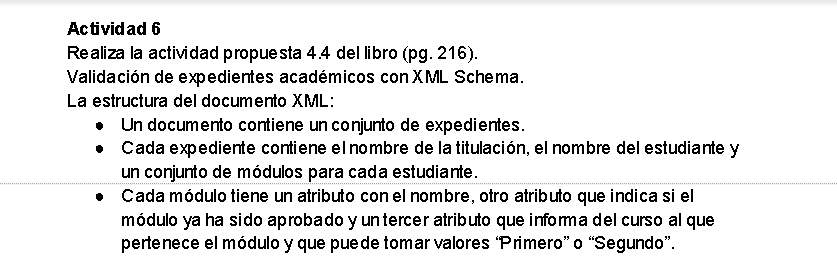 Actividad 6
Realiza la actividad propuesta 4.4 del libro (pg. 216).
Validación de expedientes académicos con XML Schema.
La estructura del documento XML:
● Un documento contiene un conjunto de expedientes.
● Cada expediente contiene el nombre de la titulación, el nombre del estudiante y
un conjunto de módulos para cada estudiante.
● Cada módulo tiene un atributo con el nombre, otro atributo que indica si el
módulo ya ha sido aprobado y un tercer atributo que informa del curso al que
pertenece el módulo y que puede tomar valores “Primero” o “Segundo”.